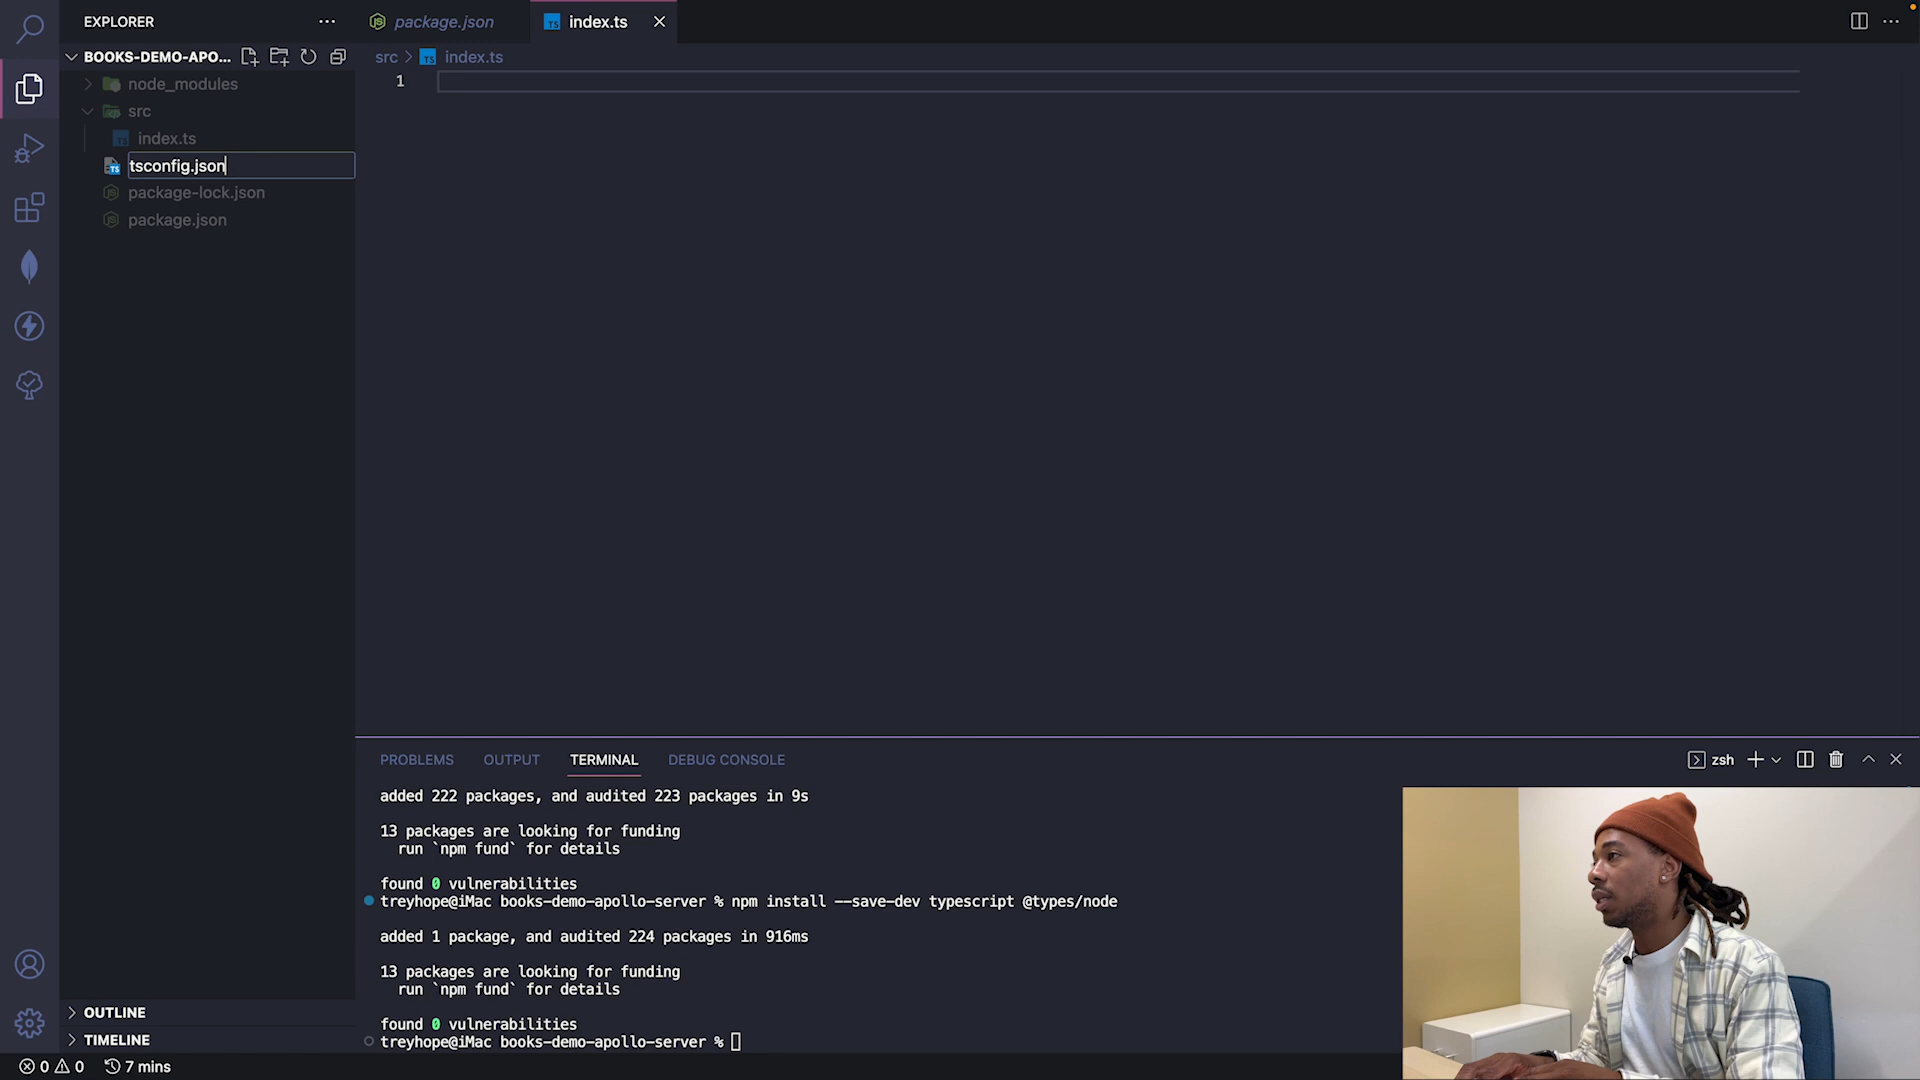 EXPLORER
package.json
index.ts
BOOKS-DEMO-APO...
src
index.ts
node_modules
1
src
index.ts
tsconfig.json
package-lock.json
package.json
PROBLEMS
OUTPUT
TERMINAL
DEBUG CONSOLE
zsh
added 222 packages, and audited 223 packages in 9s
13 packages are looking for funding
run `npm fund` for details
found 0 vulnerabilities
treyhope@iMac books-demo-apollo-server % npm install --save-dev typescript @types/node
added 1 package, and audited 224 packages in 916ms
13 packages are looking for funding
run `npm fund` for details
found 0 vulnerabilities
treyhope@iMac books-demo-apollo-server %
OUTLINE
TIMELINE
0
0
7 mins